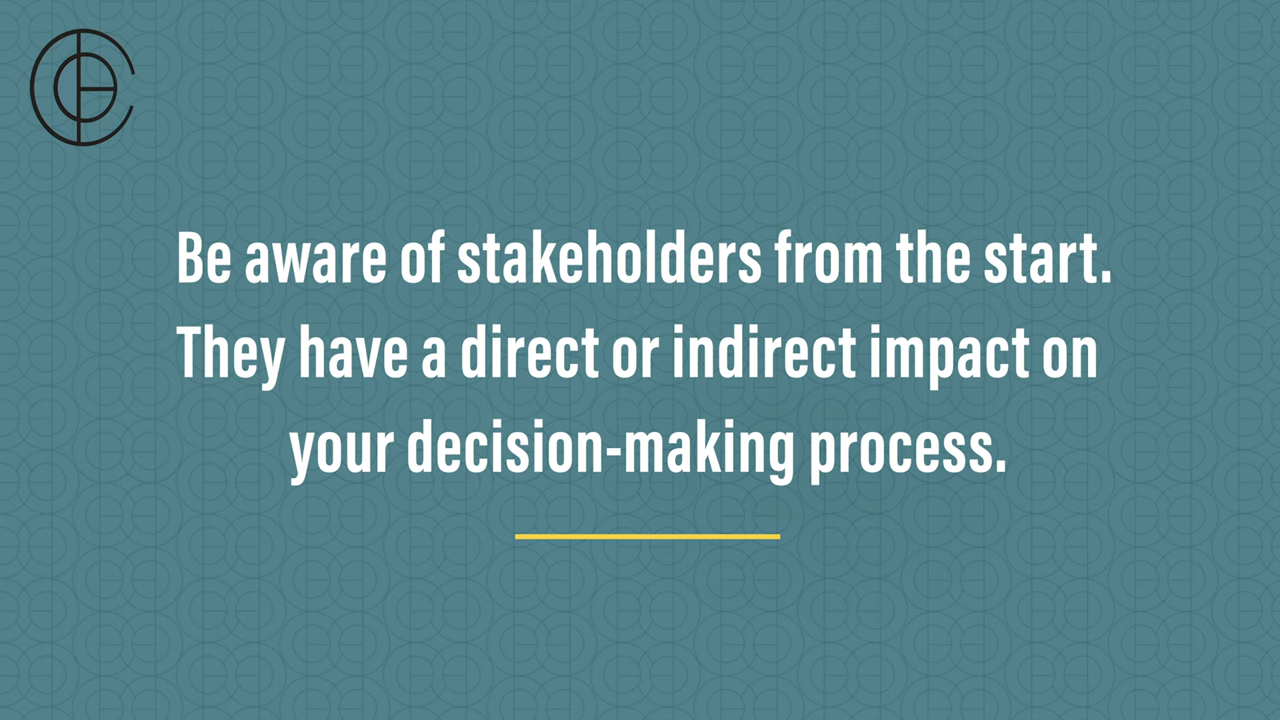 Be aware of stakeholders from the start.
They have a direct or indirect impact on
your decision-making process.